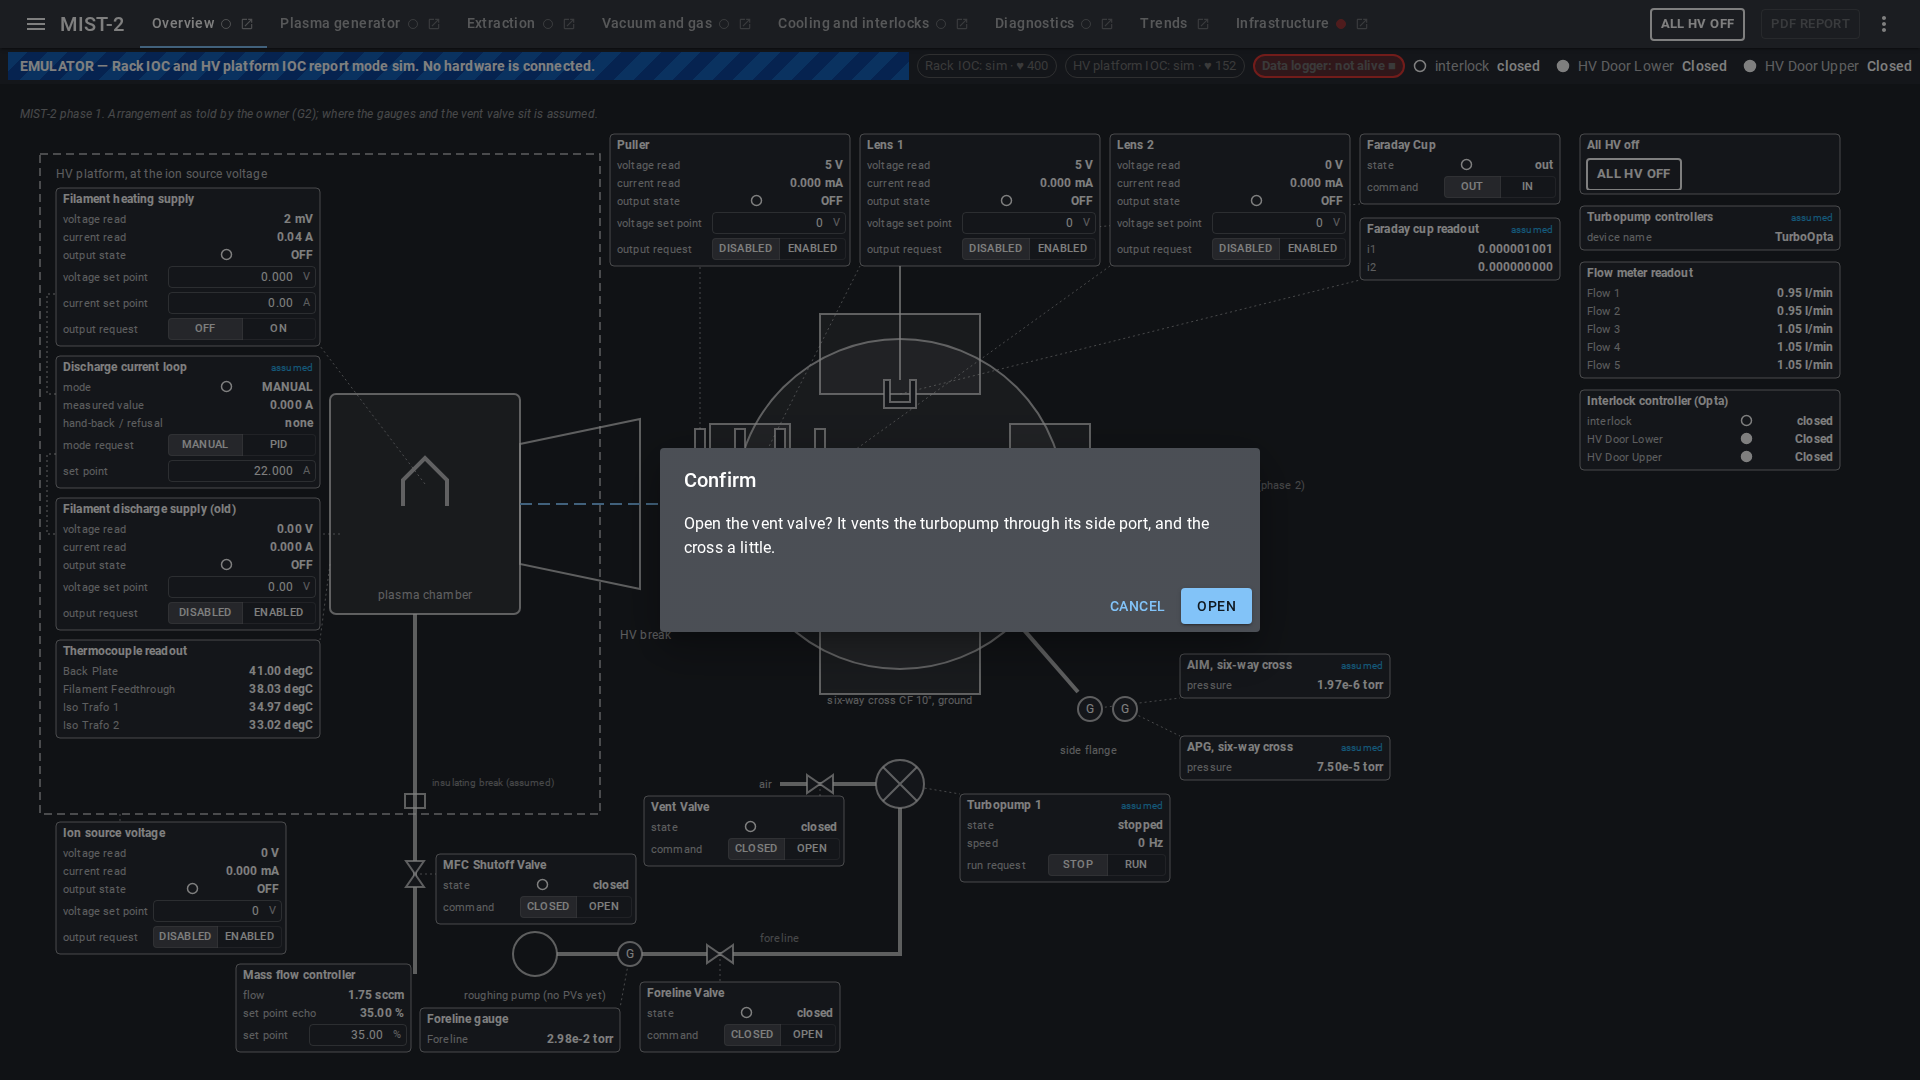 MIST-2
Overview
Plasma generator
Extraction
Vacuum and gas
Cooling and interlocks
Diagnostics
Trends
Infrastructure
ALL HV OFF
PDF REPORT
EMULATOR — Rack IOC and HV platform IOC report mode sim. No hardware is connected.
Rack IOC: sim · ♥ 400
HV platform IOC: sim · ♥ 152
Data logger: not alive ■
interlock closed
HV Door Lower Closed
HV Door Upper Closed
MIST-2 phase 1. Arrangement as told by the owner (G2); where the gauges and the vent valve sit is assumed.
HV platform, at the ion source voltage
Filament heating supply
voltage read 2 mV
current read 0.04 A
output state OFF
voltage set point 0.000 V
current set point 0.00 A
output request OFF ON
Discharge current loop assumed
mode MANUAL
measured value 0.000 A
hand-back / refusal none
mode request MANUAL PID
set point 22.000 A
Filament discharge supply (old)
voltage read 0.00 V
current read 0.000 A
output state OFF
voltage set point 0.00 V
output request DISABLED ENABLED
Thermocouple readout
Back Plate 41.00 degC
Filament Feedthrough 38.03 degC
Iso Trafo 1 34.97 degC
Iso Trafo 2 33.02 degC
plasma chamber
Puller
voltage read 5 V
current read 0.000 mA
output state OFF
voltage set point 0 V
output request DISABLED ENABLED
Lens 1
voltage read 5 V
current read 0.000 mA
output state OFF
voltage set point 0 V
output request DISABLED ENABLED
Lens 2
voltage read 0 V
current read 0.000 mA
output state OFF
voltage set point 0 V
output request DISABLED ENABLED
Faraday Cup
state out
command OUT IN
Faraday cup readout assumed
i1 0.000001001
i2 0.000000000
All HV off
ALL HV OFF
Turbopump controllers assumed
device name TurboOpta
Flow meter readout
Flow 1 0.95 l/min
Flow 2 0.95 l/min
Flow 3 1.05 l/min
Flow 4 1.05 l/min
Flow 5 1.05 l/min
Interlock controller (Opta)
interlock closed
HV Door Lower Closed
HV Door Upper Closed
phase 2)
Confirm
Open the vent valve? It vents the turbopump through its side port, and the
cross a little.
CANCEL
OPEN
HV break
six-way cross CF 10", ground
G
G
side flange
AIM, six-way cross assumed
pressure 1.97e-6 torr
APG, six-way cross assumed
pressure 7.50e-5 torr
insulating break (assumed)
air
Vent Valve
state closed
command CLOSED OPEN
Turbopump 1 assumed
state stopped
speed 0 Hz
run request STOP RUN
Ion source voltage
voltage read 0 V
current read 0.000 mA
output state OFF
voltage set point 0 V
output request DISABLED ENABLED
MFC Shutoff Valve
state closed
command CLOSED OPEN
foreline
G
roughing pump (no PVs yet)
Mass flow controller
flow 1.75 sccm
set point echo 35.00 %
set point 35.00 %
Foreline gauge
Foreline 2.98e-2 torr
Foreline Valve
state closed
command CLOSED OPEN